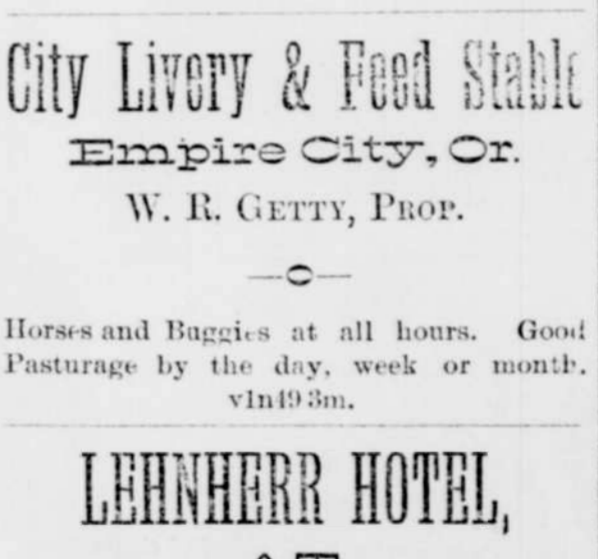 City Livery & Feed Stable
Empire City, Or.
W. R. GETTY, PROP.
—o—
Horses and Buggies at all hours. Good
Pasturage by the day, week or month.
v1n49 3m.
LEHNHERR HOTEL,